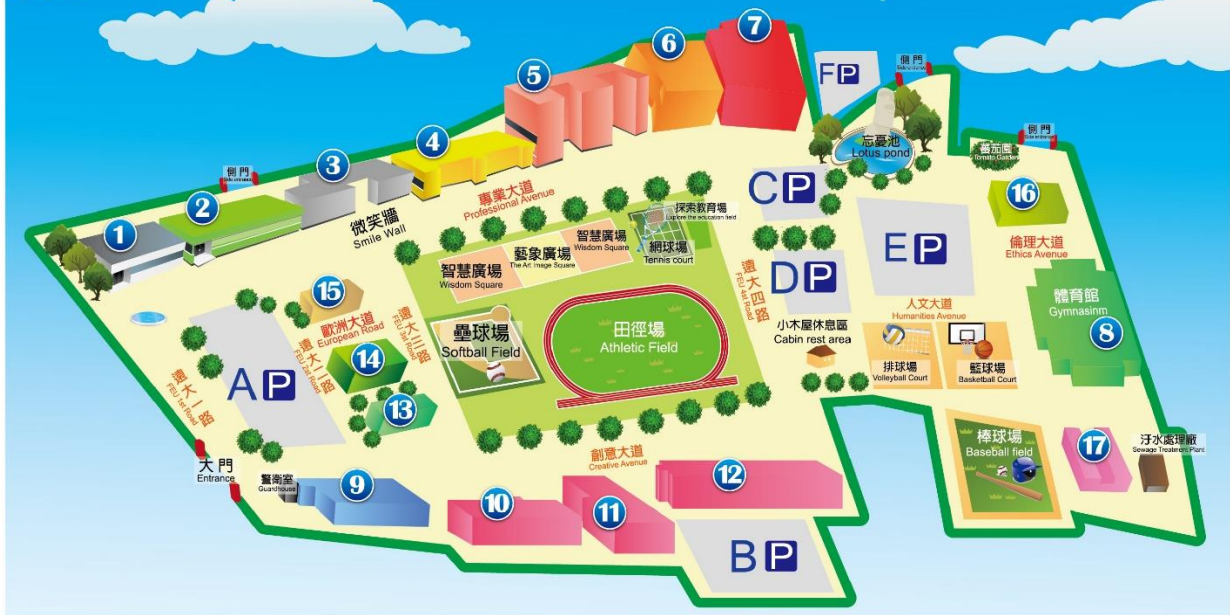 7
6
F P
側門
Side entrance
5
忘憂池
Lotus pond
側門
Side entrance
蕃茄園
Tomato Garden
4
3
側門
Side entrance
C P
16
2
專業大道
Professional Avenue
微笑牆
Smile Wall
探索教育場
Explore the education field
1
智慧廣場
Wisdom Square
藝象廣場
The Art Image Square
智慧廣場
Wisdom Square
網球場
Tennis court
E P
倫理大道
Ethics Avenue
15
D P
遠大四路
FEU 4st Road
體育館
Gymnasinm
8
歐洲大道
European Road
遠大三路
FEU 3st Road
壘球場
Softball Field
田徑場
Athletic Field
人文大道
Humanities Avenue
小木屋休息區
Cabin rest area
14
遠大二路
FEU 2st Road
排球場
Volleyball Court
籃球場
Basketball Court
A P
遠大一路
FEU 1st Road
13
棒球場
Baseball field
17
汙水處理廠
Sewage Treatment Plant
創意大道
Creative Avenue
大門
Entrance
警衛室
Guardhouse
9
10
11
12
B P